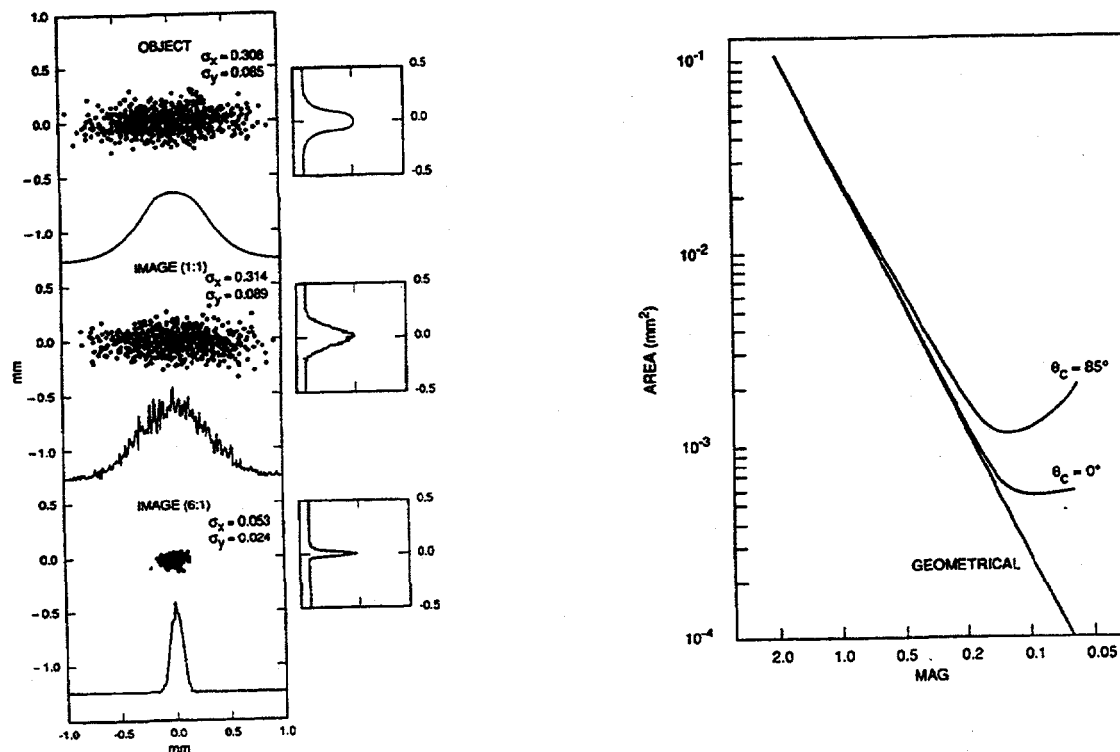 1.0
OBJECT
σx = 0.308
σy = 0.085
0.5
0.0
−0.5
−1.0
0.5
0.0
-0.5
IMAGE (1:1)
σx = 0.314
σy = 0.089
0.5
0.0
−0.5
−1.0
mm
0.5
0.0
-0.5
IMAGE (6:1)
σx = 0.053
σy = 0.024
0.5
0.0
−0.5
−1.0
0.5
0.0
-0.5
-1.0 -0.5 0.0 0.5 1.0
mm
10-1
10-2
10-3
10-4
AREA (mm2)
θC = 85°
θC = 0°
GEOMETRICAL
2.0 1.0 0.5 0.2 0.1 0.05
MAG